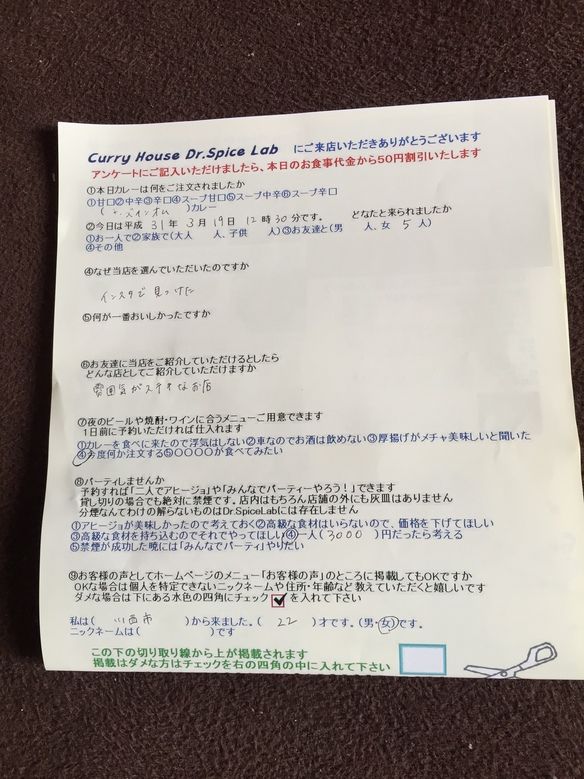 Curry House Dr.Spice Lab にご来店いただきありがとうございます
アンケートにご記入いただけましたら、本日のお食事代金から50円割引いたします
①本日カレーは何をご注文されましたか
①甘口②中辛③辛口④スープ甘口⑤スープ中辛⑥スープ辛口
( )カレー
②今日は平成 31年 3月 19日 12時30分です。 どなたと来られましたか
①お一人で②家族で(大人 人、子供 人)③お友達と(男 人、女 5人)
④その他
④なぜ当店を選んでいただいたのですか
インスタで見つけた
⑤何が一番おいしかったですか
⑥お友達に当店をご紹介していただけるとしたら
どんな店としてご紹介していただけますか
雰囲気がステキなお店
⑦夜のビールや焼酎・ワインに合うメニューご用意できます
1日前に予約いただければ仕入れます
①カレーを食べに来たので浮気はしない②車なのでお酒は飲めない③厚揚げがメチャ美味しいと聞いた
④今度何か注文する⑤〇〇〇〇が食べてみたい
⑧パーティしませんか
予約すれば「二人でアヒージョ」や「みんなでパーティーやろう！」できます
貸し切りの場合でも絶対に禁煙です。店内はもちろん店舗の外にも灰皿はありません
分煙なんてわけの解らないものはDr.SpiceLabには存在しません
①アヒージョが美味しかったので考えておく②高級な食材はいらないので、価格を下げてほしい
③高級な食材を持ち込むのでそれでやってほしい④一人(3000)円だったら考える
⑤禁煙が成功した暁には「みんなでパーティ」やりたい
⑨お客様の声としてホームページのメニュー「お客様の声」のところに掲載してもOKですか
OKな場合は個人を特定できないニックネームや住所・年齢など教えていただくと嬉しいです
ダメな場合は下にある水色の四角にチェック を入れて下さい
私は( 川西市 )から来ました。( 22 )才です。(男・女)です。
ニックネームは( )です
この下の切り取り線から上が掲載されます
掲載はダメな方はチェックを右の四角の中に入れて下さい